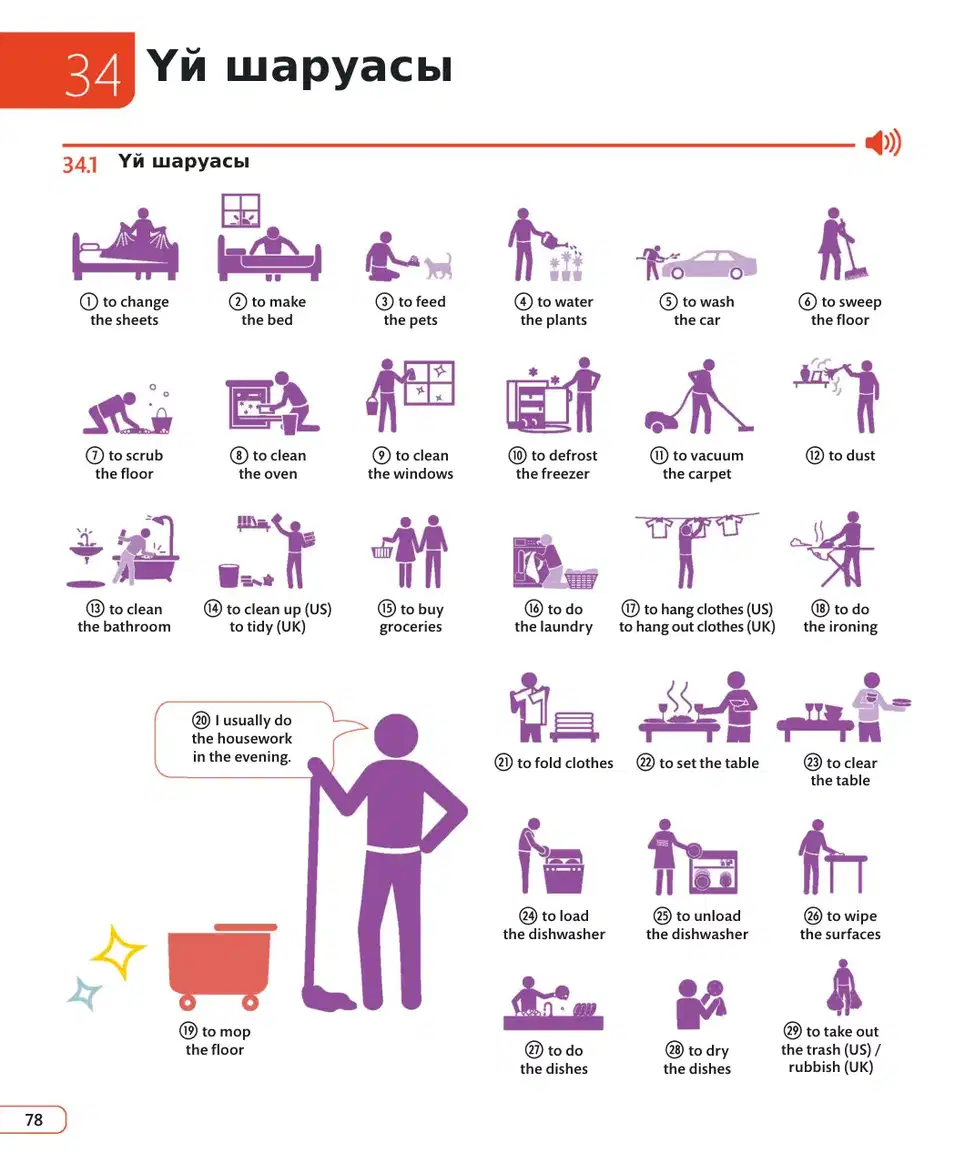 34
Үй шаруасы
34.1 Үй шаруасы
① to change
the sheets
② to make
the bed
③ to feed
the pets
④ to water
the plants
⑤ to wash
the car
⑥ to sweep
the floor
⑦ to scrub
the floor
⑧ to clean
the oven
⑨ to clean
the windows
⑩ to defrost
the freezer
⑪ to vacuum
the carpet
⑫ to dust
⑬ to clean
the bathroom
⑭ to clean up (US)
to tidy (UK)
⑮ to buy
groceries
⑯ to do
the laundry
⑰ to hang clothes (US)
to hang out clothes (UK)
⑱ to do
the ironing
⑳ I usually do
the housework
in the evening.
⑲ to mop
the floor
㉑ to fold clothes
㉒ to set the table
㉓ to clear
the table
㉔ to load
the dishwasher
㉕ to unload
the dishwasher
㉖ to wipe
the surfaces
㉗ to do
the dishes
㉘ to dry
the dishes
㉙ to take out
the trash (US) /
rubbish (UK)
78